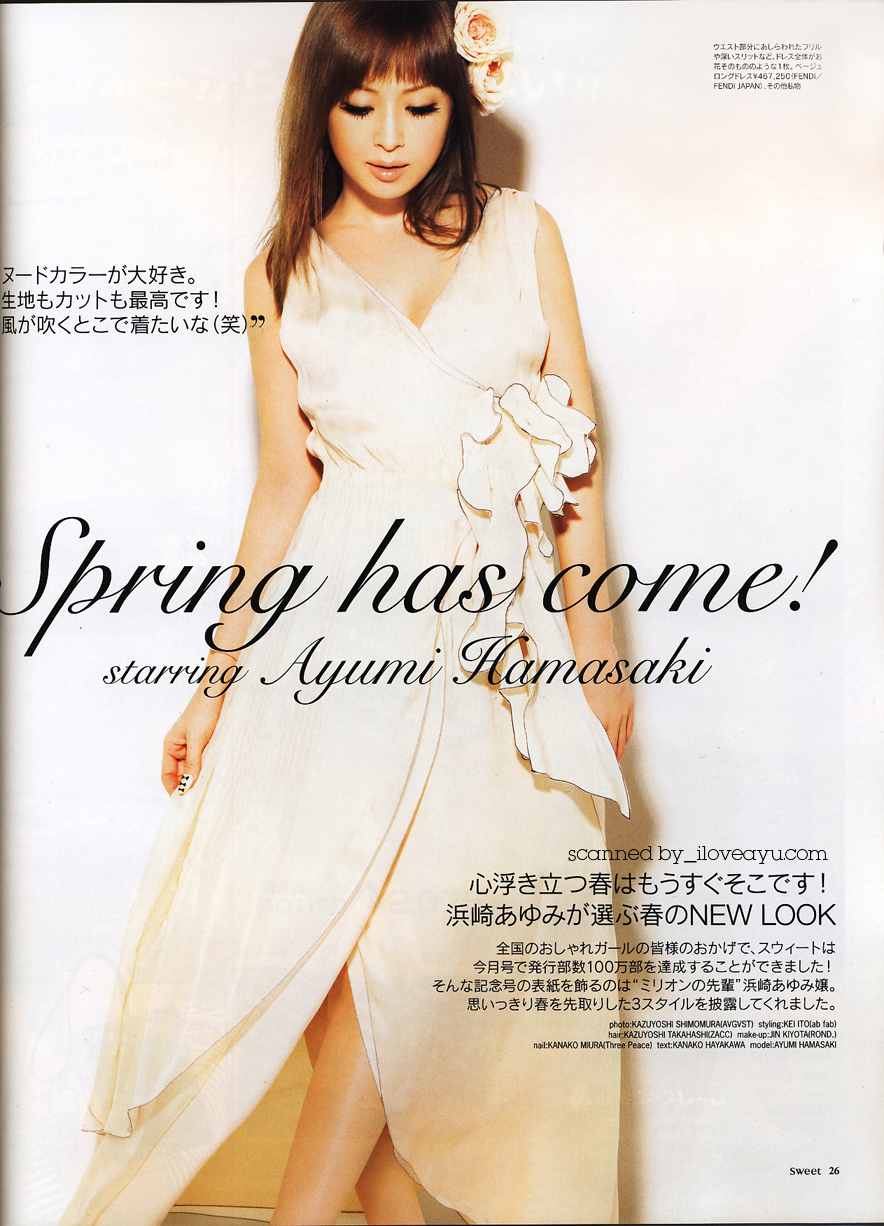 ウエスト部分にあしらわれたフリル
や深いスリットなど、ドレス全体がお
花そのもののような1枚。ベージュ
ロングドレス¥467,250(FENDI/
FENDI JAPAN)、その他私物
ヌードカラーが大好き。
生地もカットも最高です!
風が吹くとこで着たいな(笑)”
Spring has come!
starring Ayumi Hamasaki
scanned by_iloveayu.com
心浮き立つ春はもうすぐそこです!
浜崎あゆみが選ぶ春のNEW LOOK
全国のおしゃれガールの皆様のおかげで、スウィートは
今月号で発行部数100万部を達成することができました!
そんな記念号の表紙を飾るのは“ミリオンの先輩”浜崎あゆみ嬢。
思いっきり春を先取りした3スタイルを披露してくれました。
photo:KAZUYOSHI SHIMOMURA(AVGVST) styling:KEI ITO(ab fab)
hair:KAZUYOSHI TAKAHASHI(ZACC) make-up:JIN KIYOTA(ROND.)
nail:KANAKO MIURA(Three Peace) text:KANAKO HAYAKAWA model:AYUMI HAMASAKI
sweet 26